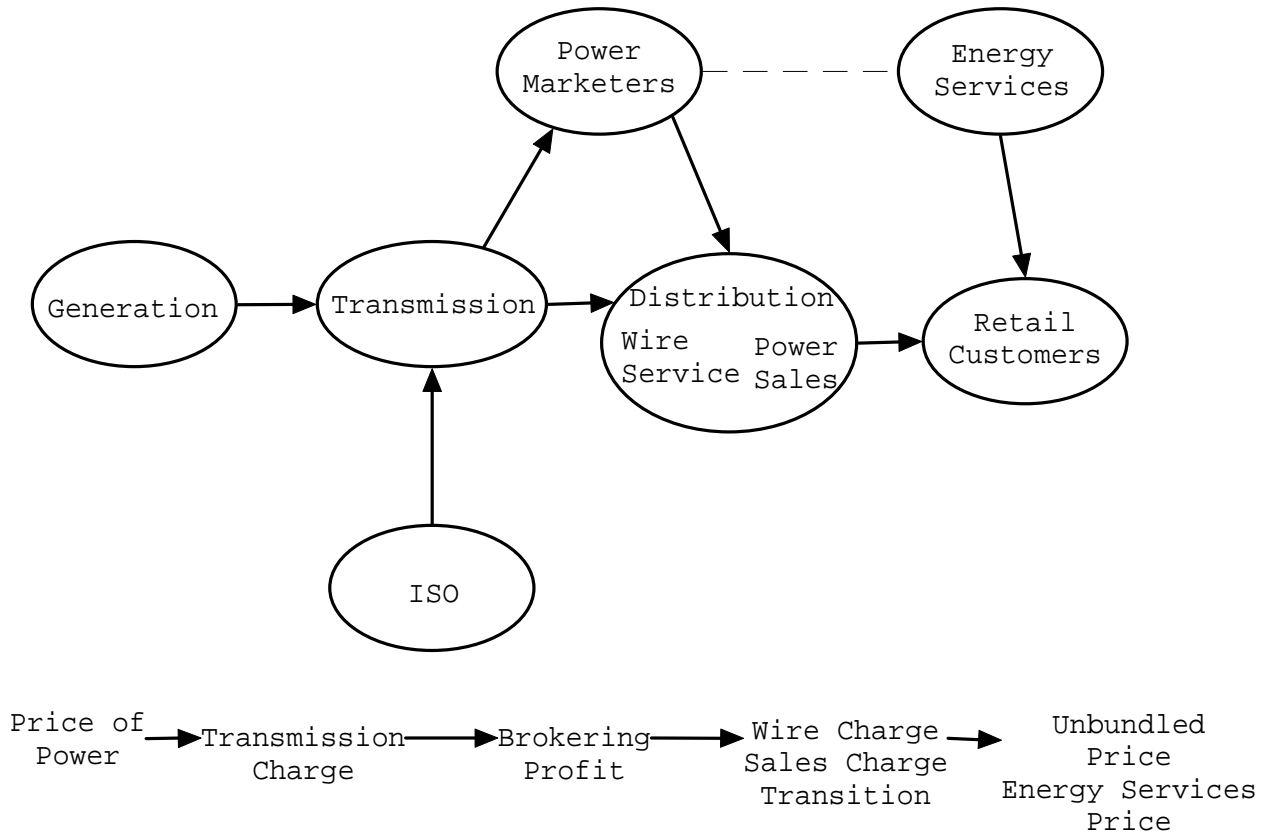 Power
Marketers
Energy
Services
Generation
Transmission
Distribution
Wire
Service
Power
Sales
Retail
Customers
ISO
Price of
Power
Transmission
Charge
Brokering
Profit
Wire Charge
Sales Charge
Transition
Unbundled
Price
Energy Services
Price